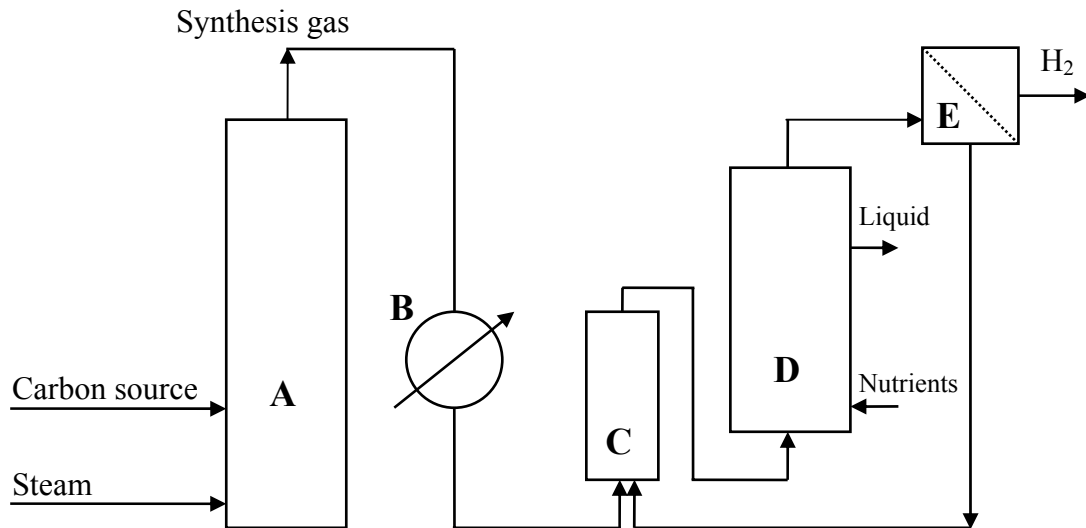 Synthesis gas
H₂
E
Liquid
B
Carbon source
A
D
Nutrients
C
Steam